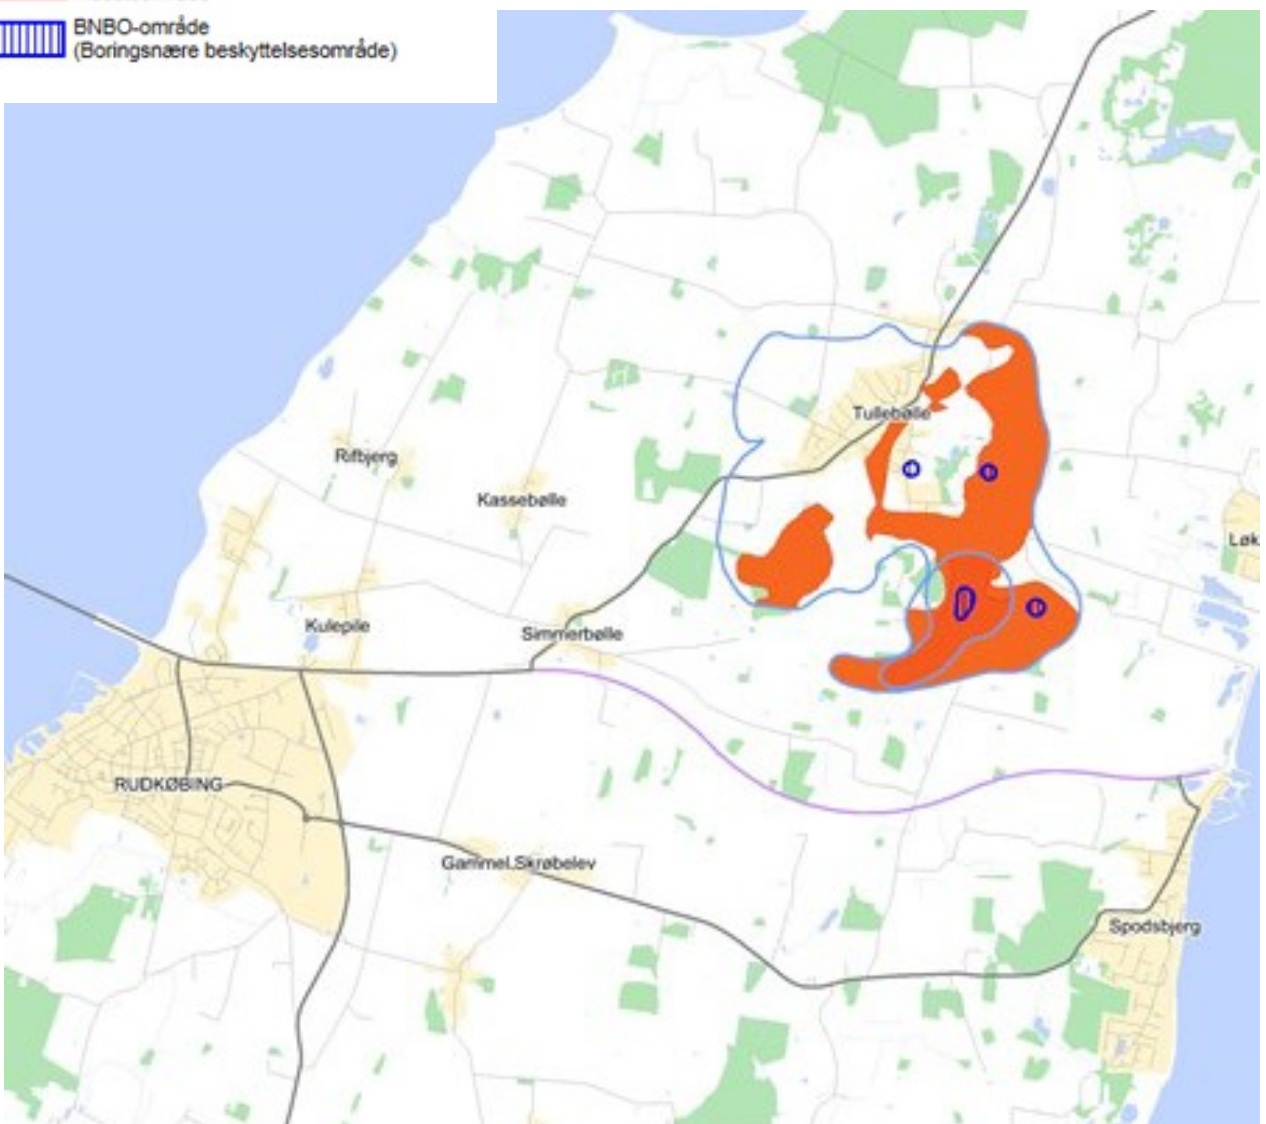 BNBO-område
(Boringsnære beskyttelsesområde)
Tullebølle
Rifbjerg
Kassebølle
Løk
Kulepile
Simmerbølle
RUDKØBING
Gammel Skrøbelev
Spodsbjerg